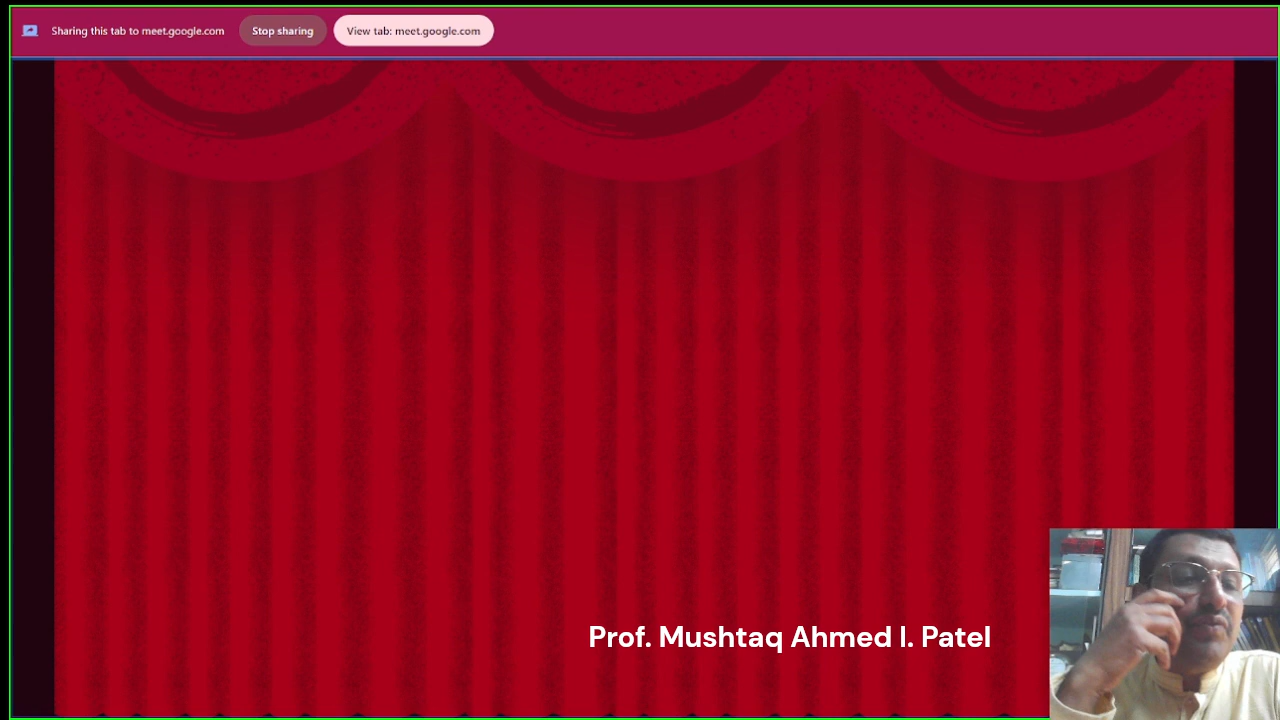 Sharing this tab to meet.google.com
Stop sharing
View tab: meet.google.com
Prof. Mushtaq Ahmed I. Patel